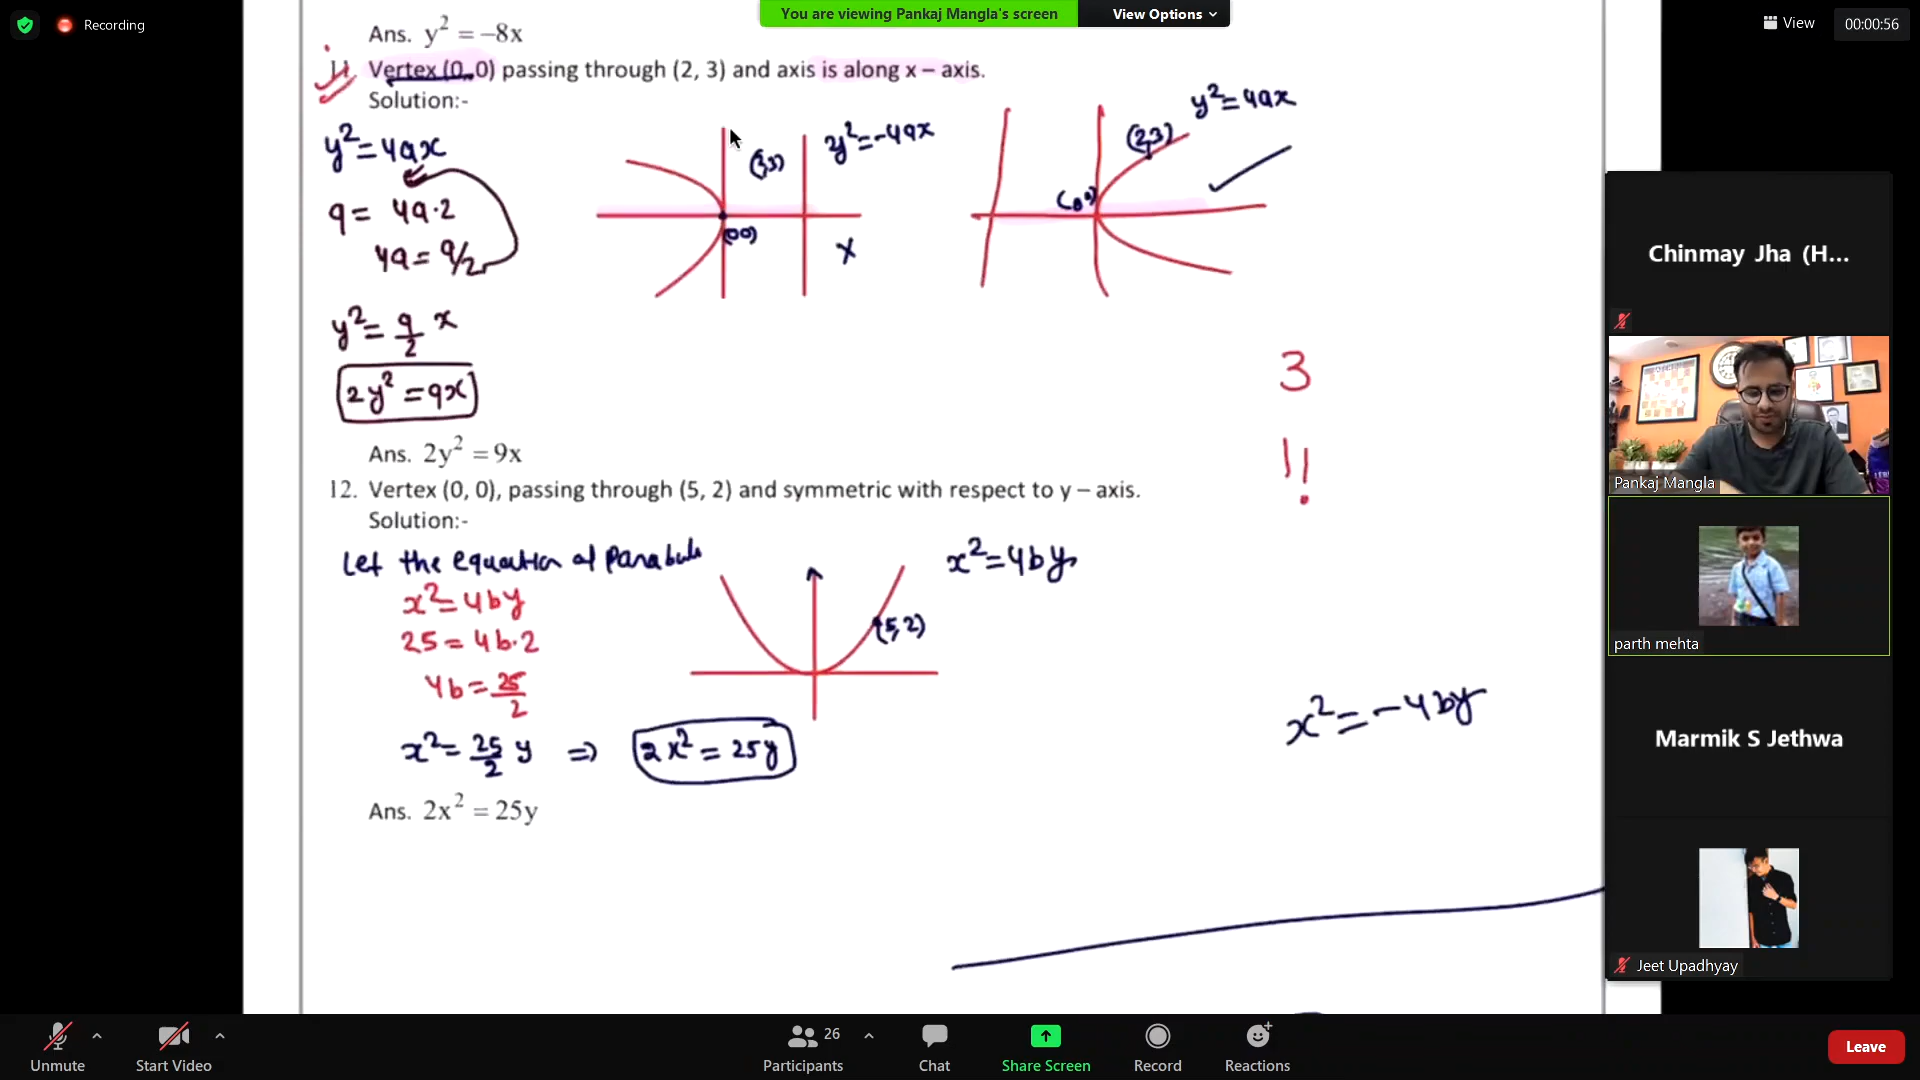 Recording
You are viewing Pankaj Mangla's screen
View Options
View
00:00:56
Ans. y² = –8x
11. Vertex (0, 0) passing through (2, 3) and axis is along x – axis.
Solution:-
y² = 4ax
9 = 4a·2
4a = 9/2
y² = 9/2 x
2y² = 9x
y² = -4ax
(00)
X
y² = 4ax
(2,3)
(00)
3
!!
Ans. 2y² = 9x
12. Vertex (0, 0), passing through (5, 2) and symmetric with respect to y – axis.
Solution:-
Let the equation of Parabola
x² = 4by
25 = 4b·2
4b = 25/2
x² = 25/2 y ⇒ 2x² = 25y
x² = 4by
(5,2)
x² = -4by
Ans. 2x² = 25y
Chinmay Jha (H...
Pankaj Mangla
parth mehta
Marmik S Jethwa
Jeet Upadhyay
Unmute
Start Video
Participants
26
Chat
Share Screen
Record
Reactions
Leave